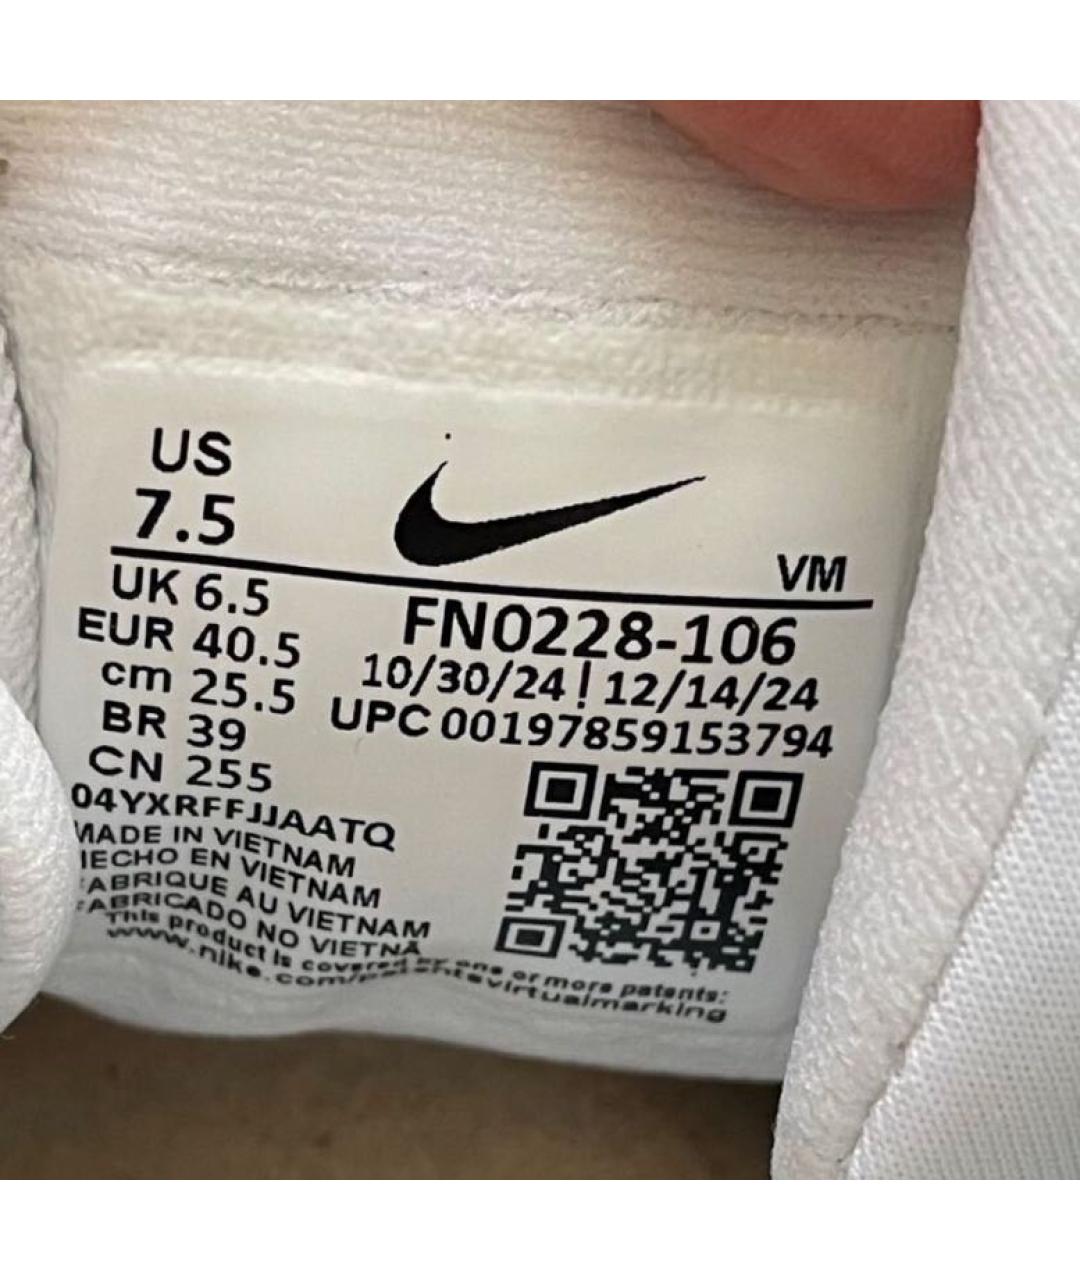 US
7.5
VM
UK 6.5
EUR 40.5
cm 25.5
BR 39
CN 255
FN0228-106
10/30/24 | 12/14/24
UPC 00197859153794
04YXRFFJJAATQ
MADE IN VIETNAM
HECHO EN VIETNAM
FABRIQUE AU VIETNAM
FABRICADO NO VIETNÃ
This product is covered by one or more patents:
www.nike.com/patentsvirtualmarking